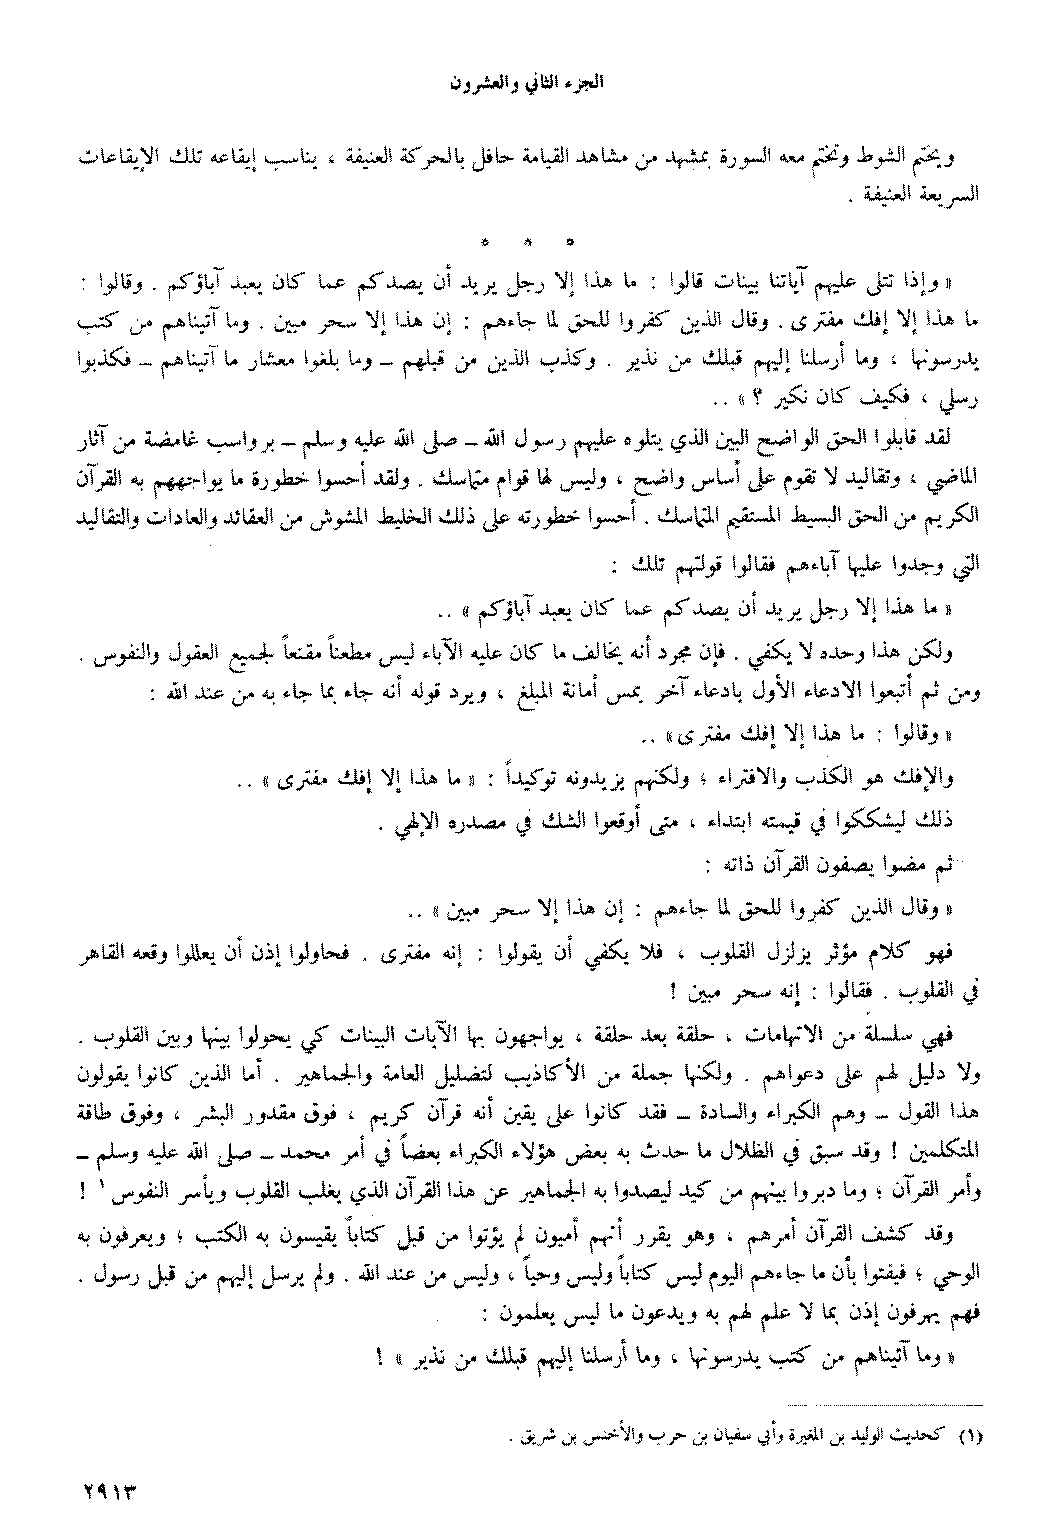 الجزء الثاني والعشرون
ويختم الشوط وتختم معه السورة بمشهد من مشاهد القيامة حافل بالحركة العنيفة ، يناسب إيقاعه تلك الإيقاعات
السريعة العنيفة .
* * *
« وإذا تتلى عليهم آياتنا بينات قالوا : ما هذا إلا رجل يريد أن يصدكم عما كان يعبد آباؤكم . وقالوا :
ما هذا إلا إفك مفترى . وقال الذين كفروا للحق لما جاءهم : إن هذا إلا سحر مبين . وما آتيناهم من كتب
يدرسونها ، وما أرسلنا إليهم قبلك من نذير . وكذب الذين من قبلهم – وما بلغوا معشار ما آتيناهم – فكذبوا
رسلي ، فكيف كان نكير ؟ » ..
لقد قابلوا الحق الواضح البين الذي يتلوه عليهم رسول الله – صلى الله عليه وسلم – برواسب غامضة من آثار
الماضي ، وتقاليد لا تقوم على أساس واضح ، وليس لها قوام متماسك . ولقد أحسوا خطورة ما يواجههم به القرآن
الكريم من الحق البسيط المستقيم المتماسك . أحسوا خطورته على ذلك الخليط المشوش من العقائد والعادات والتقاليد
التي وجدوا عليها آباءهم فقالوا قولتهم تلك :
« ما هذا إلا رجل يريد أن يصدكم عما كان يعبد آباؤكم » ..
ولكن هذا وحده لا يكفي . فإن مجرد أنه يخالف ما كان عليه الآباء ليس مطعناً مقنعاً لجميع العقول والنفوس .
ومن ثم أتبعوا الادعاء الأول بادعاء آخر يمس أمانة المبلغ ، ويرد قوله أنه جاء بما جاء به من عند الله :
« وقالوا : ما هذا إلا إفك مفترى» ..
والإفك هو الكذب والافتراء ؛ ولكنهم يزيدونه توكيداً : « ما هذا إلا إفك مفترى » ..
ذلك ليشككوا في قيمته ابتداء ، متى أوقعوا الشك في مصدره الإلهي .
ثم مضوا يصفون القرآن ذاته :
« وقال الذين كفروا للحق لما جاءهم : إن هذا إلا سحر مبين » ..
فهو كلام مؤثر يزلزل القلوب ، فلا يكفي أن يقولوا : إنه مفترى . فحاولوا إذن أن يعللوا وقعه القاهر
في القلوب . فقالوا : إنه سحر مبين !
فهي سلسلة من الاتهامات ، حلقة بعد حلقة ، يواجهون بها الآيات البينات كي يحولوا بينها وبين القلوب .
ولا دليل لهم على دعواهم . ولكنها جملة من الأكاذيب لتضليل العامة والجماهير . أما الذين كانوا يقولون
هذا القول – وهم الكبراء والسادة – فقد كانوا على يقين أنه قرآن كريم ، فوق مقدور البشر ، وفوق طاقة
المتكلمين ! وقد سبق في الظلال ما حدث به بعض هؤلاء الكبراء بعضاً في أمر محمد – صلى الله عليه وسلم –
وأمر القرآن ؛ وما دبروا بينهم من كيد ليصدوا به الجماهير عن هذا القرآن الذي يغلب القلوب ويأسر النفوس ١ !
وقد كشف القرآن أمرهم ، وهو يقرر أنهم أميون لم يؤتوا من قبل كتاباً يقيسون به الكتب ؛ ويعرفون به
الوحي ؛ فيفتوا بأن ما جاءهم اليوم ليس كتاباً وليس وحياً ، وليس من عند الله . ولم يرسل إليهم من قبل رسول .
فهم يهرفون إذن بما لا علم لهم به ويدعون ما ليس يعلمون :
« وما آتيناهم من كتب يدرسونها ، وما أرسلنا إليهم قبلك من نذير » !
(١) كحديث الوليد بن المغيرة وأبي سفيان بن حرب والأخنس بن شريق .
٢٩١٣